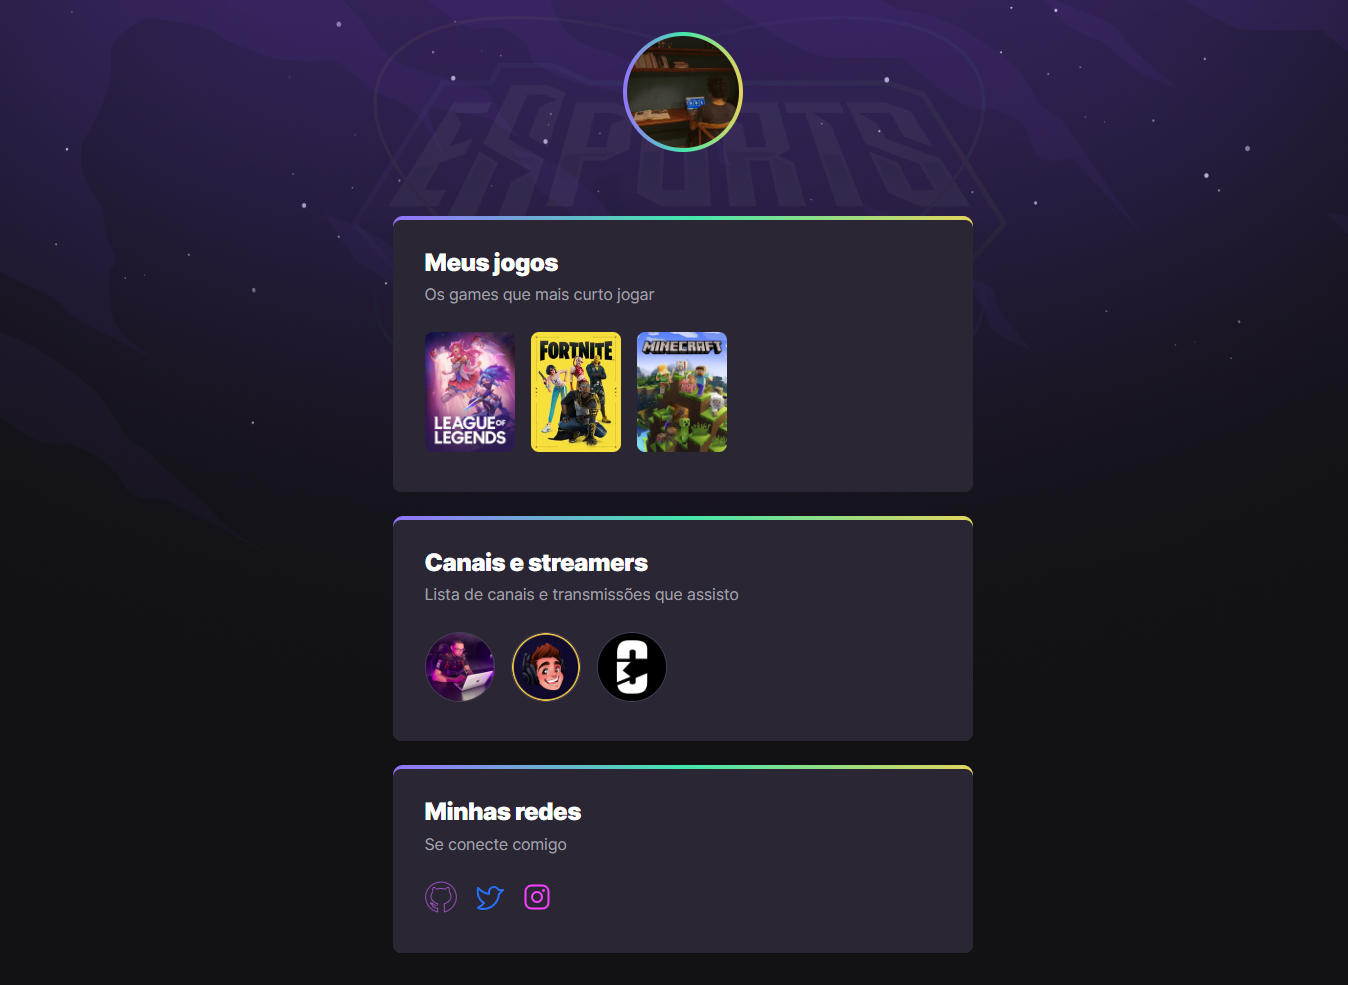 ESPORTS
Meus jogos
Os games que mais curto jogar
LEAGUE OF
LEGENDS
FORTNITE
MINECRAFT
Canais e streamers
Lista de canais e transmissões que assisto
Minhas redes
Se conecte comigo